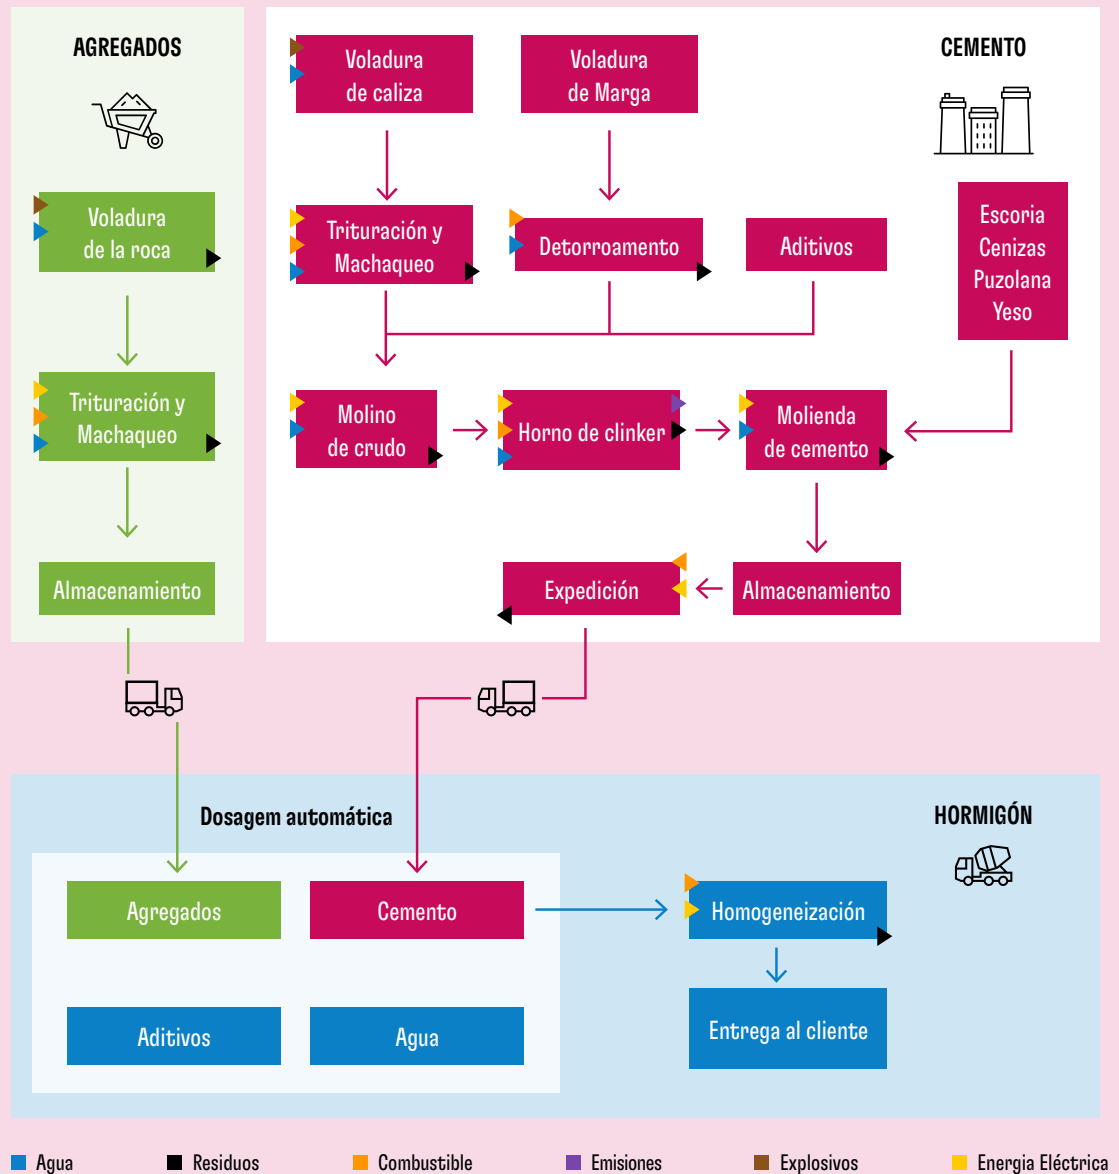 AGREGADOS
Voladura
de la roca
Trituración y
Machaqueo
Almacenamiento
CEMENTO
Voladura
de caliza
Voladura
de Marga
Trituración y
Machaqueo
Detorroamento
Aditivos
Escoria
Cenizas
Puzolana
Yeso
Molino
de crudo
Horno de clinker
Molienda
de cemento
Expedición
Almacenamiento
Dosagem automática
HORMIGÓN
Agregados
Cemento
Homogeneización
Aditivos
Agua
Entrega al cliente
Agua
Residuos
Combustible
Emisiones
Explosivos
Energia Eléctrica